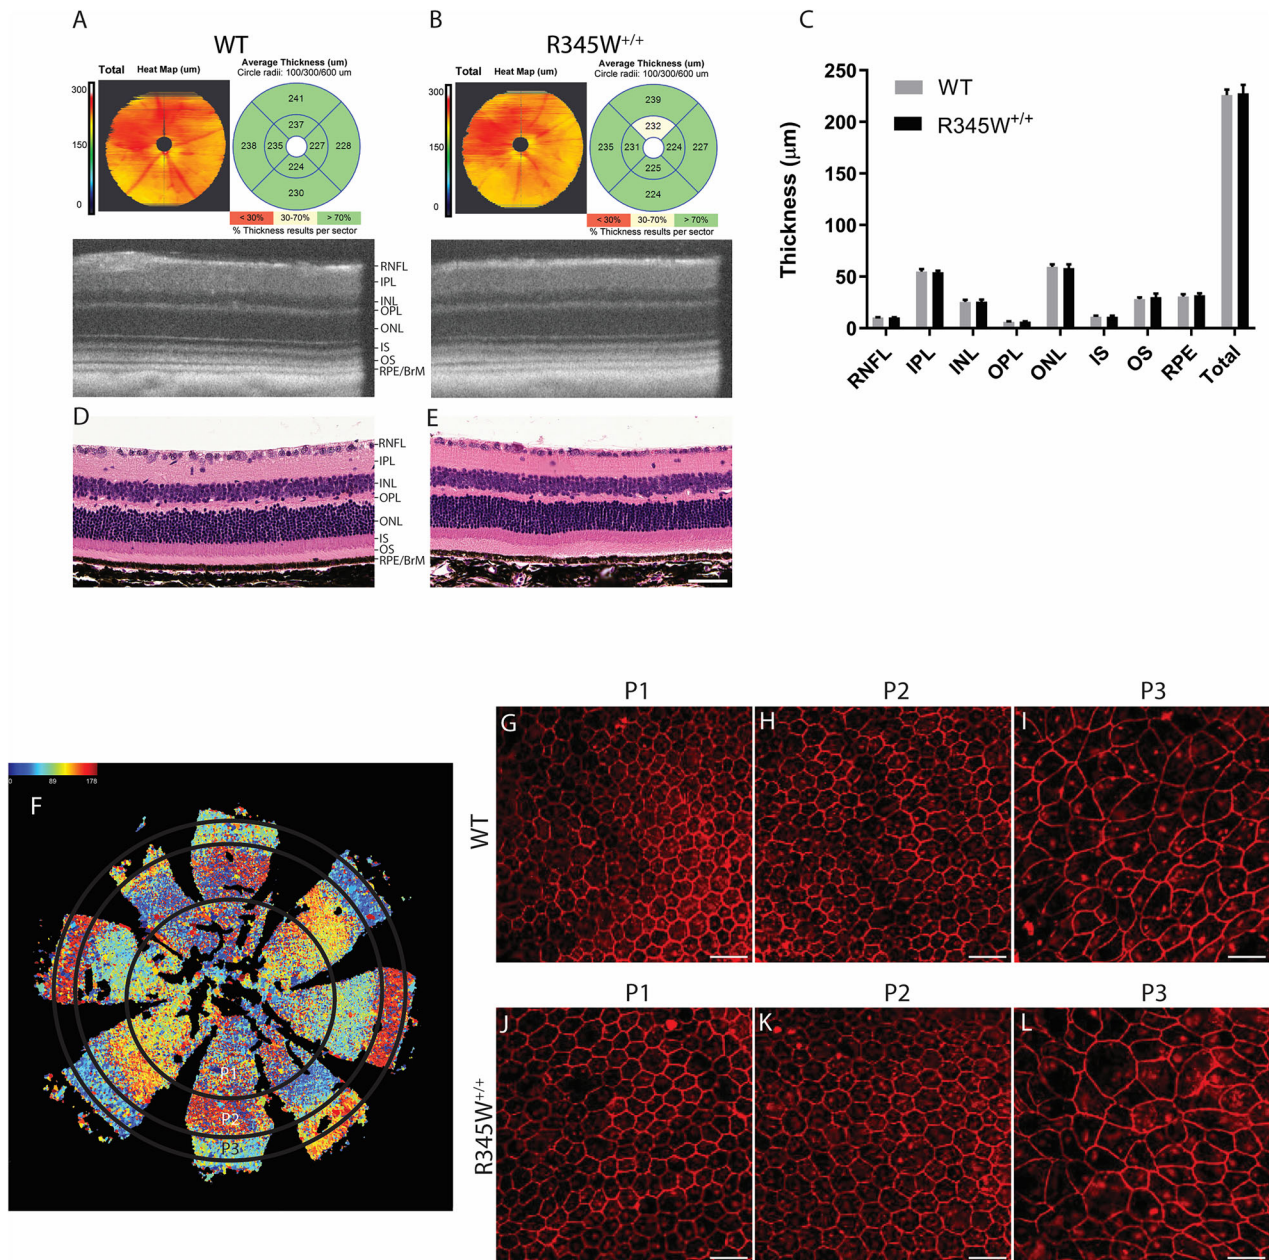 A
WT
Total Heat Map (um)
Average Thickness (um)
Circle radii: 100/300/600 um
300
150
0
241
237
238 235 227 228
224
230
< 30% 30-70% > 70%
% Thickness results per sector
B
R345W+/+
Total Heat Map (um)
Average Thickness (um)
Circle radii: 100/300/600 um
300
150
0
239
232
235 231 224 227
225
224
< 30% 30-70% > 70%
% Thickness results per sector
RNFL
IPL
INL
OPL
ONL
IS
OS
RPE/BrM
C
Thickness (μm)
250
200
150
100
50
0
WT
R345W+/+
RNFL IPL INL OPL ONL IS OS RPE Total
D
E
RNFL
IPL
INL
OPL
ONL
IS
OS
RPE/BrM
F
0 89 178
P1
P2
P3
P1 P2 P3
WT
G H I
P1 P2 P3
R345W+/+
J K L